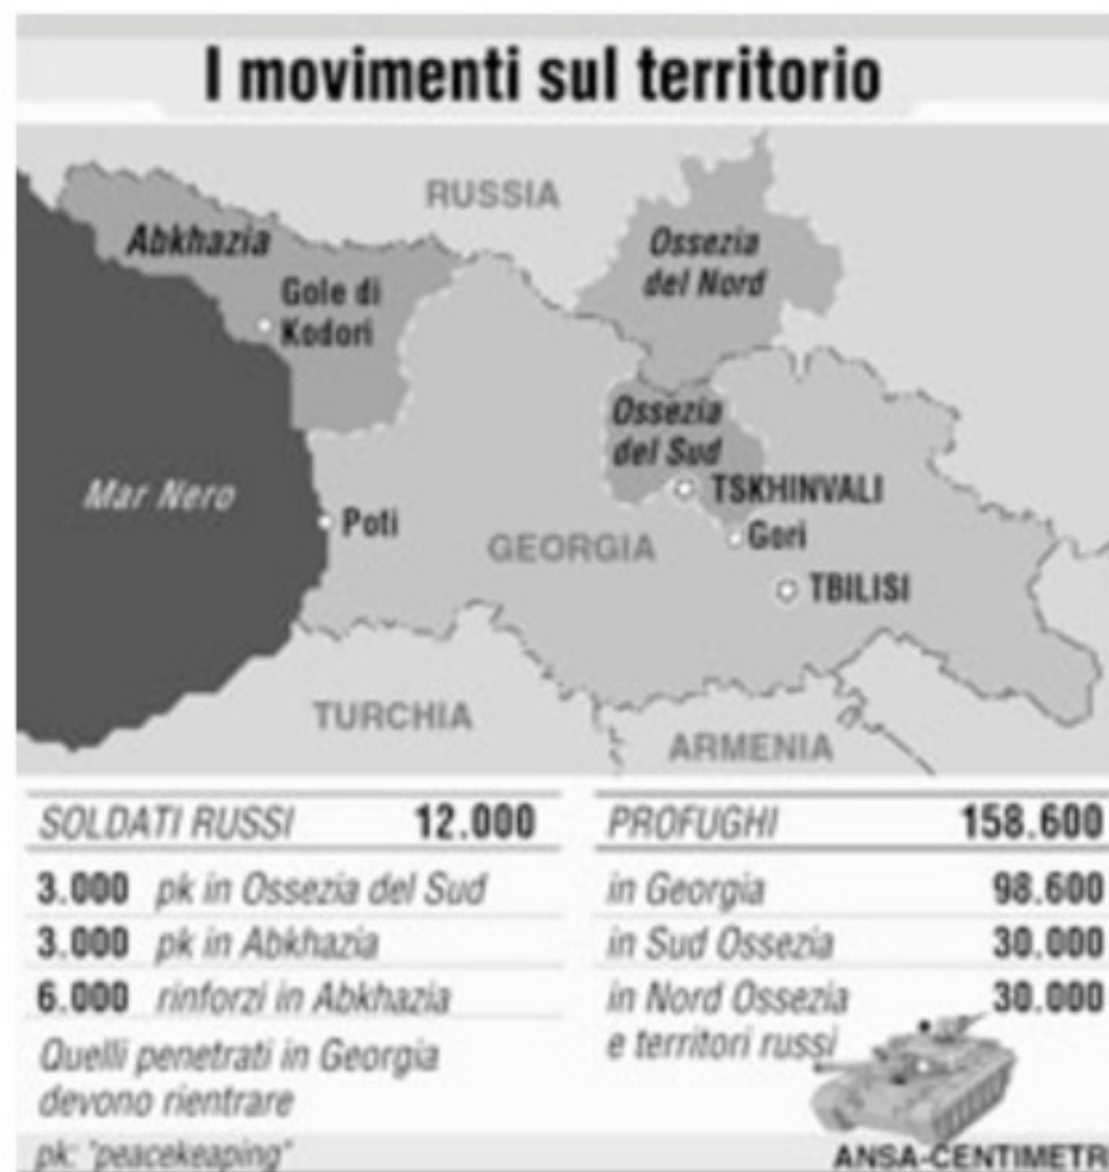 I movimenti sul territorio
RUSSIA
Abkhazia
Ossezia
del Nord
Gole di
Kodori
Ossezia
del Sud
Mar Nero
TSKHINVALI
Poti
Gori
GEORGIA
TBILISI
TURCHIA
ARMENIA
SOLDATI RUSSI 12.000
3.000 pk in Ossezia del Sud
3.000 pk in Abkhazia
6.000 rinforzi in Abkhazia
Quelli penetrati in Georgia
devono rientrare
pk: "peacekeaping"
PROFUGHI 158.600
in Georgia 98.600
in Sud Ossezia 30.000
in Nord Ossezia 30.000
e territori russi
ANSA-CENTIMETR